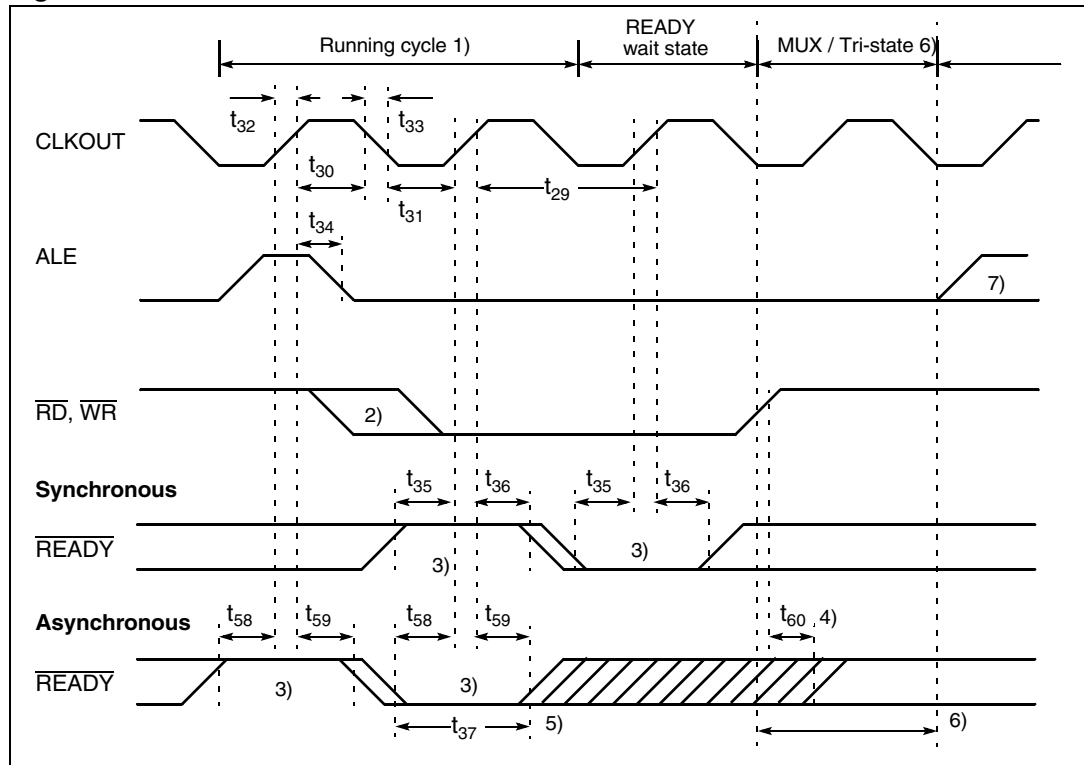 READY
Running cycle 1)
wait state
MUX / Tri-state 6)
t32
t33
CLKOUT
t30
t31
t29
t34
ALE
7)
RD, WR
2)
t35
t36
t35
t36
Synchronous
READY
3)
3)
t58
t59
t58
t59
t60
4)
Asynchronous
READY
3)
3)
t37
5)
6)